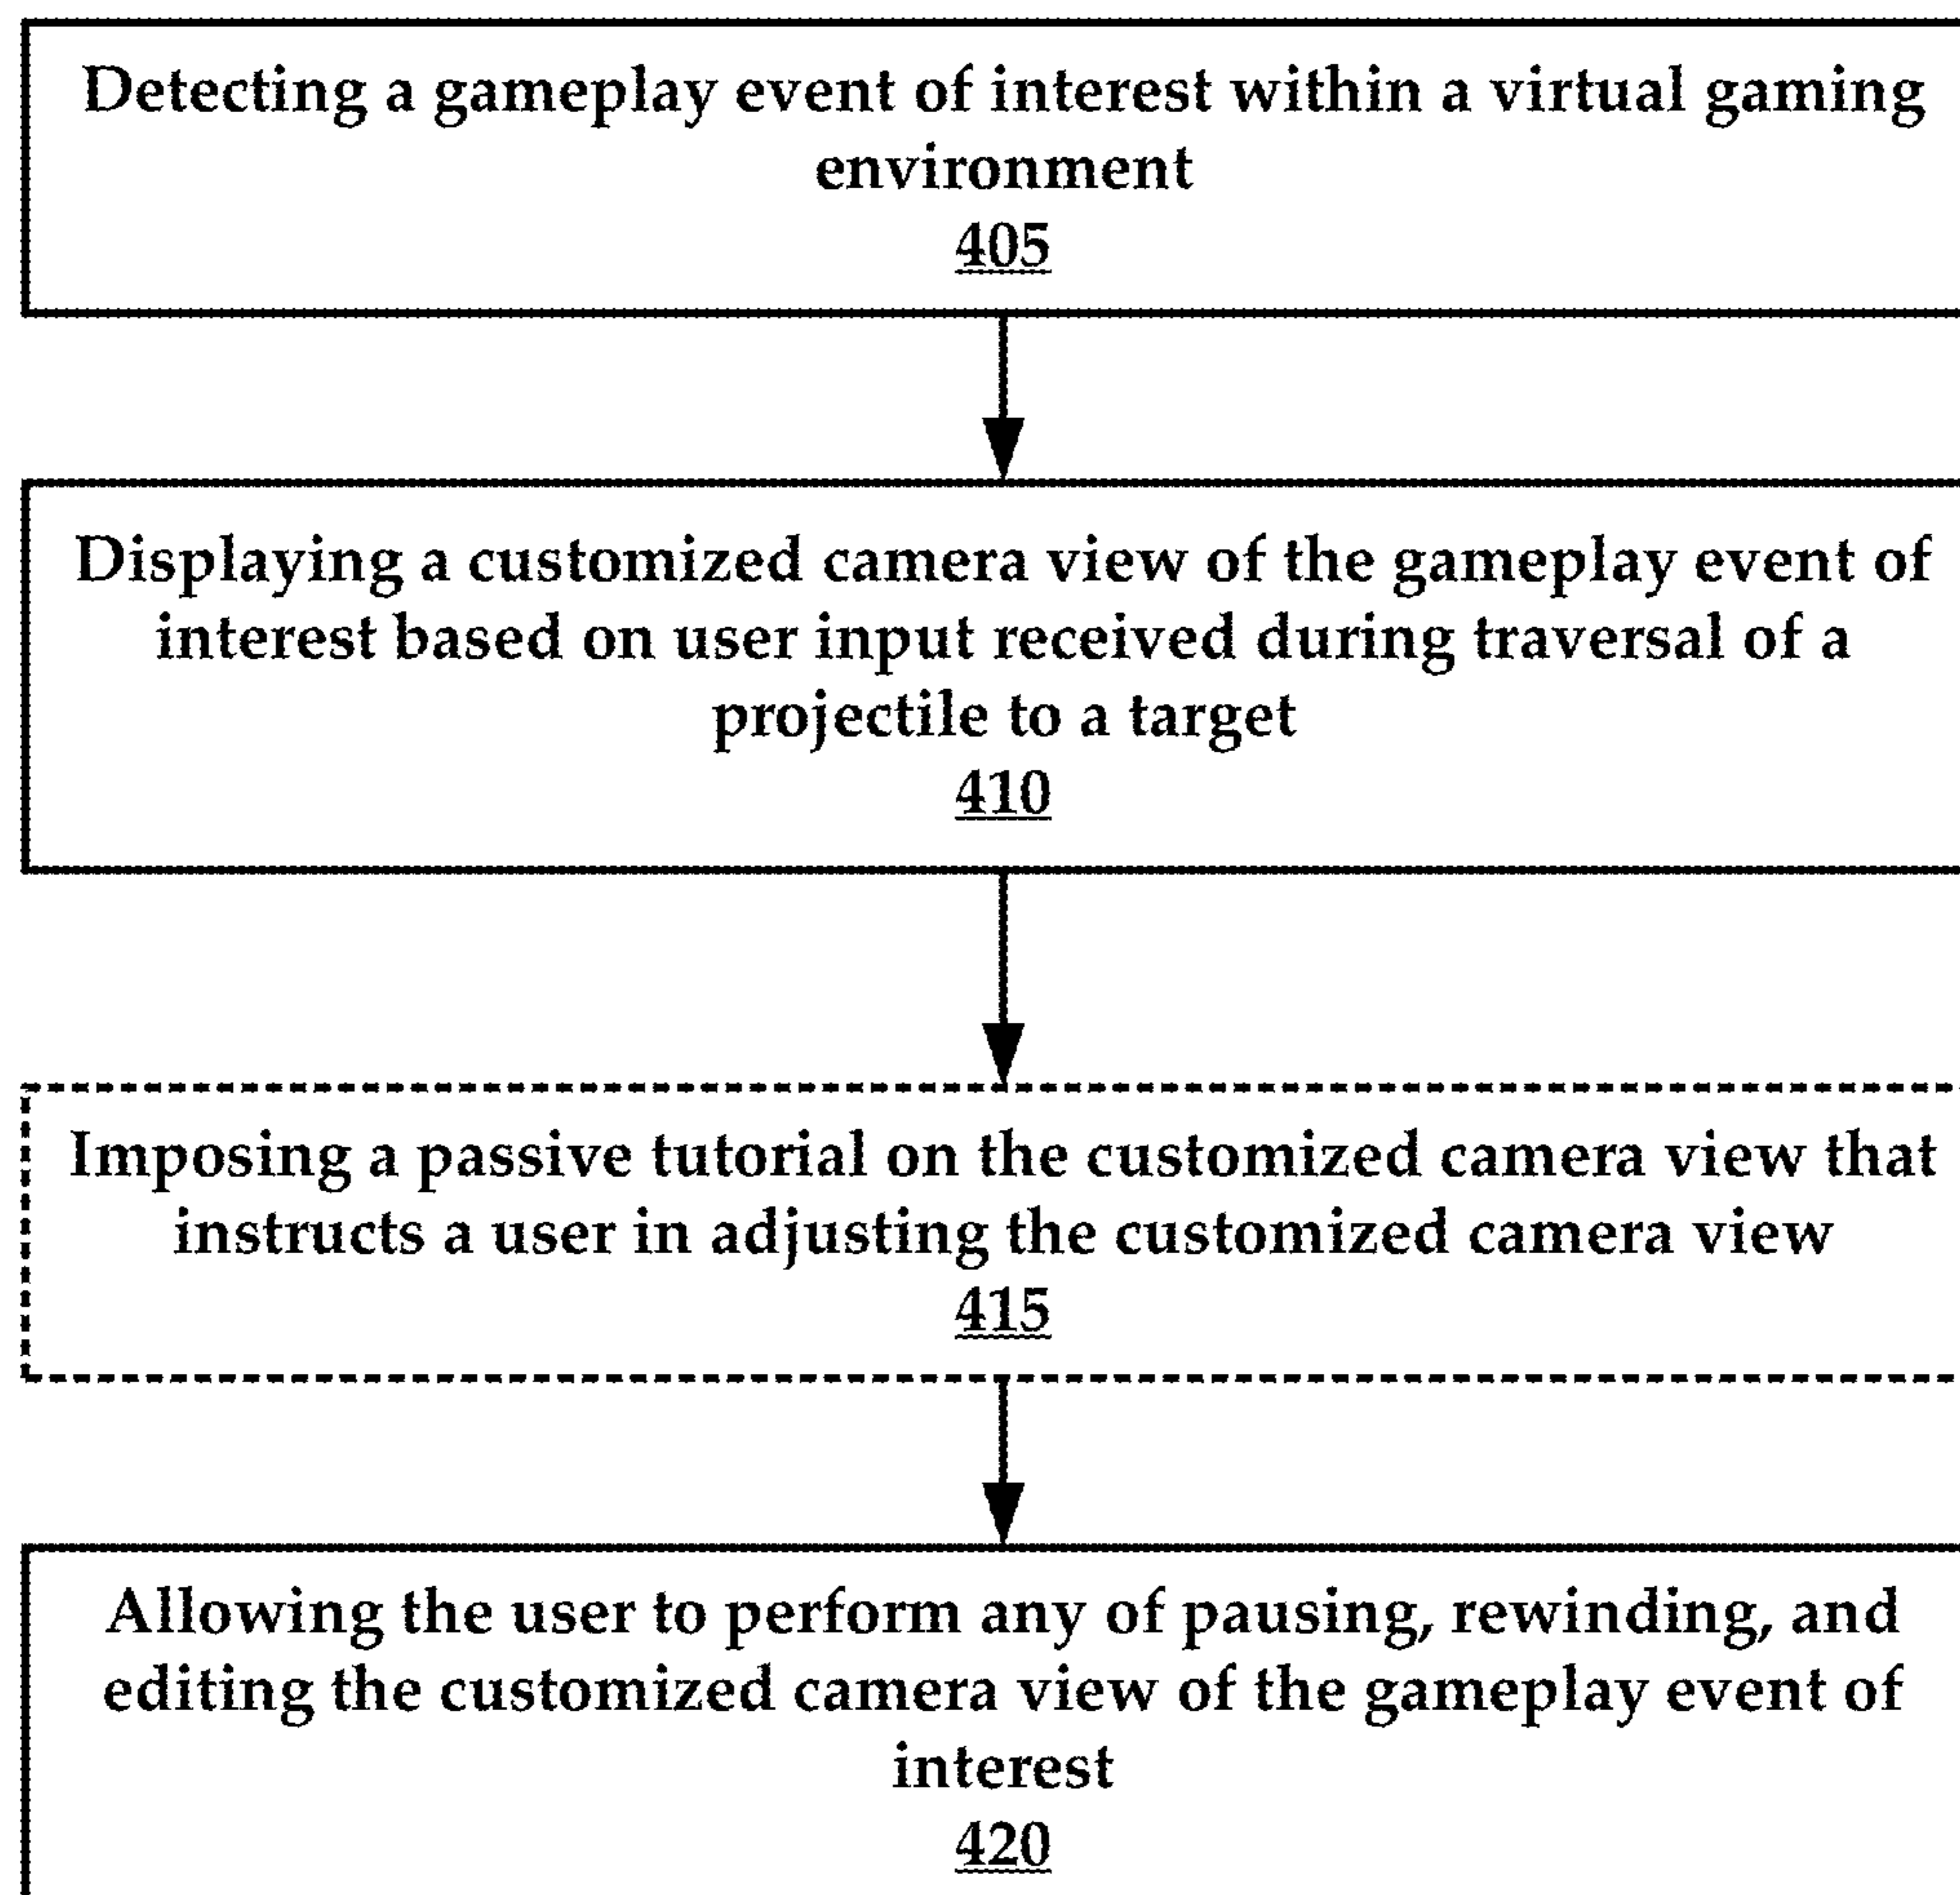 Detecting a gameplay event of interest within a virtual gaming
environment
405
Displaying a customized camera view of the gameplay event of
interest based on user input received during traversal of a
projectile to a target
410
Imposing a passive tutorial on the customized camera view that
instructs a user in adjusting the customized camera view
415
Allowing the user to perform any of pausing, rewinding, and
editing the customized camera view of the gameplay event of
interest
420